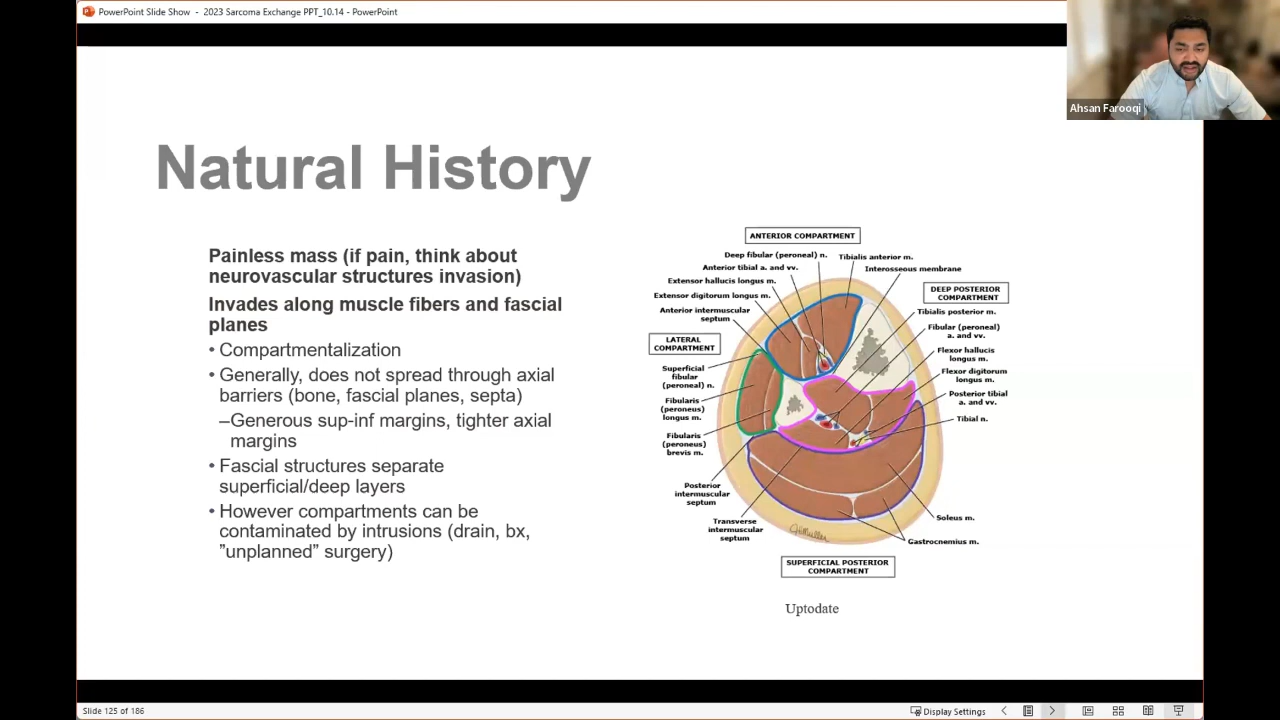 PowerPoint Slide Show - 2023 Sarcoma Exchange PPT_10.14 - PowerPoint
Ahsan Farooqi
Natural History
Painless mass (if pain, think about
neurovascular structures invasion)
Invades along muscle fibers and fascial
planes
• Compartmentalization
• Generally, does not spread through axial
barriers (bone, fascial planes, septa)
–Generous sup-inf margins, tighter axial
margins
• Fascial structures separate
superficial/deep layers
• However compartments can be
contaminated by intrusions (drain, bx,
”unplanned” surgery)
ANTERIOR COMPARTMENT
Deep fibular (peroneal) n.
Anterior tibial a. and vv.
Extensor hallucis longus m.
Extensor digitorum longus m.
Anterior intermuscular
septum
LATERAL
COMPARTMENT
Superficial
fibular
(peroneal) n.
Fibularis
(peroneus)
longus m.
Fibularis
(peroneus)
brevis m.
Posterior
intermuscular
septum
Transverse
intermuscular
septum
Tibialis anterior m.
Interosseous membrane
DEEP POSTERIOR
COMPARTMENT
Tibialis posterior m.
Fibular (peroneal)
a. and vv.
Flexor hallucis
longus m.
Flexor digitorum
longus m.
Posterior tibial
a. and vv.
Tibial n.
Soleus m.
Gastrocnemius m.
SUPERFICIAL POSTERIOR
COMPARTMENT
Uptodate
Slide 125 of 186
Display Settings